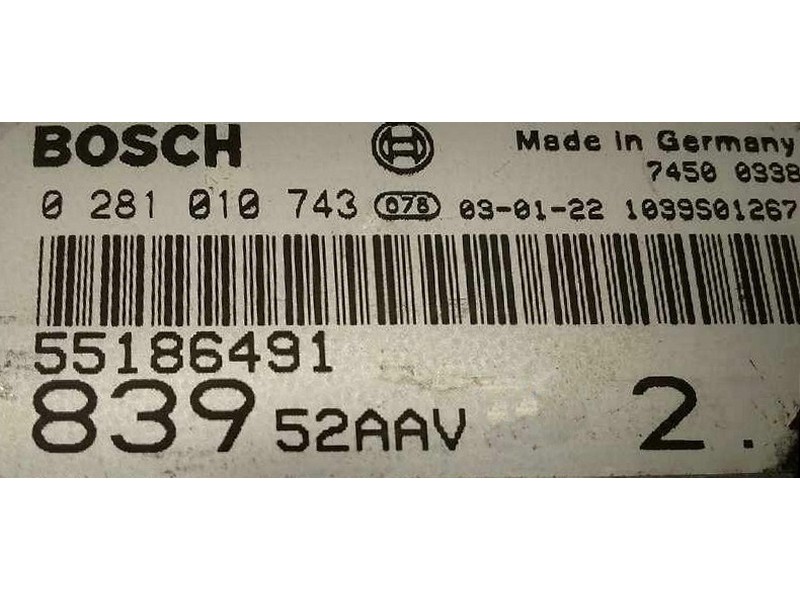 BOSCH Made in Germany
7450 0338
0 281 010 743 078 03-01-22 1039S01267
55186491
839 52AAV 2.